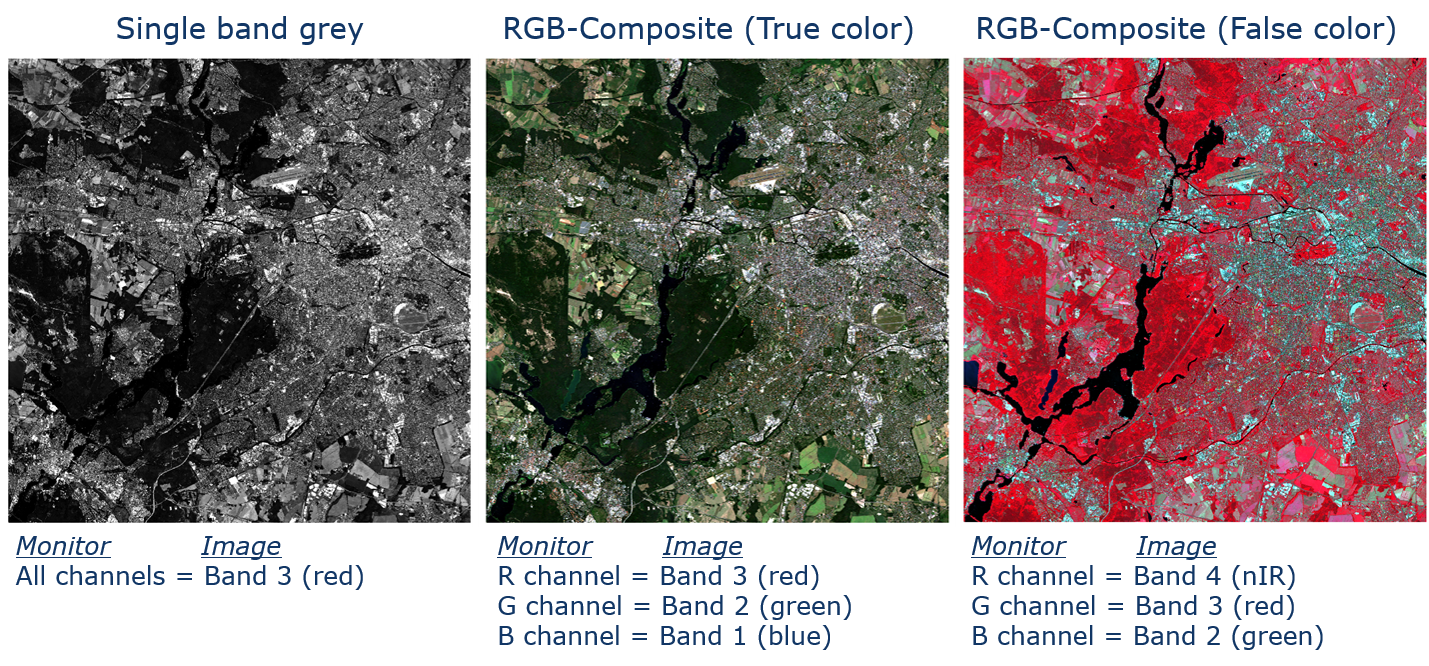 Single band grey
RGB-Composite (True color)
RGB-Composite (False color)
Monitor Image
All channels = Band 3 (red)
Monitor Image
R channel = Band 3 (red)
G channel = Band 2 (green)
B channel = Band 1 (blue)
Monitor Image
R channel = Band 4 (nIR)
G channel = Band 3 (red)
B channel = Band 2 (green)